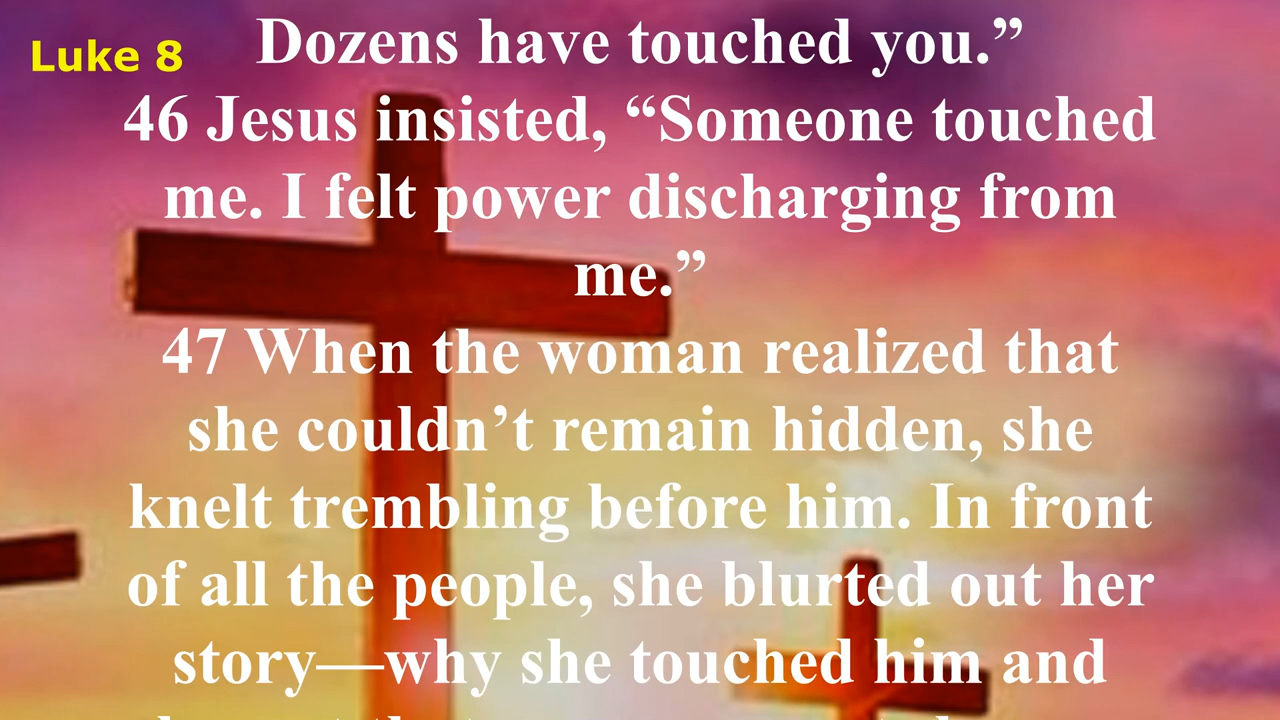 Luke 8
Dozens have touched you.”
46 Jesus insisted, “Someone touched
me. I felt power discharging from
me.”
47 When the woman realized that
she couldn’t remain hidden, she
knelt trembling before him. In front
of all the people, she blurted out her
story—why she touched him and